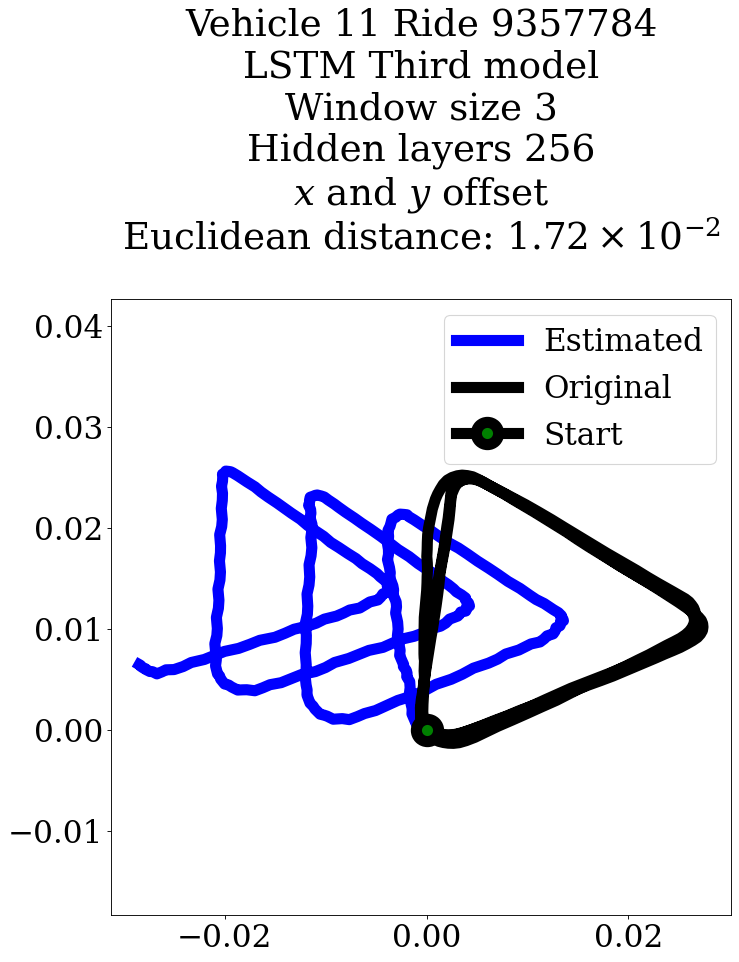 Vehicle 11 Ride 9357784
LSTM Third model
Window size 3
Hidden layers 256
x and y offset
Euclidean distance: 1.72 × 10⁻²
Estimated
Original
Start
0.04
0.03
0.02
0.01
0.00
−0.01
−0.02
0.00
0.02